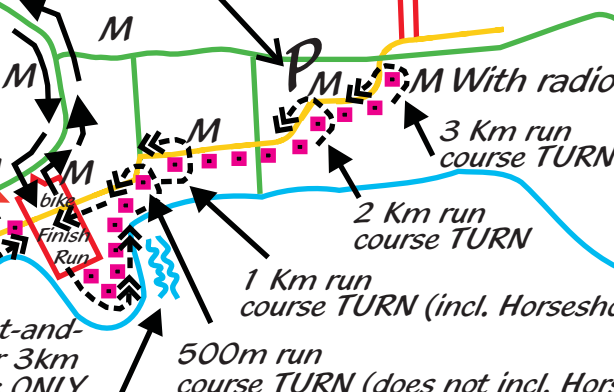 M
P
M
M
M With radio
M
3 Km run
course TURN
M
bike
Finish
Run
2 Km run
course TURN
1 Km run
course TURN (incl. Horsesh
t-and-
r 3km
ONLY
500m run
course TURN (does not incl. Hor